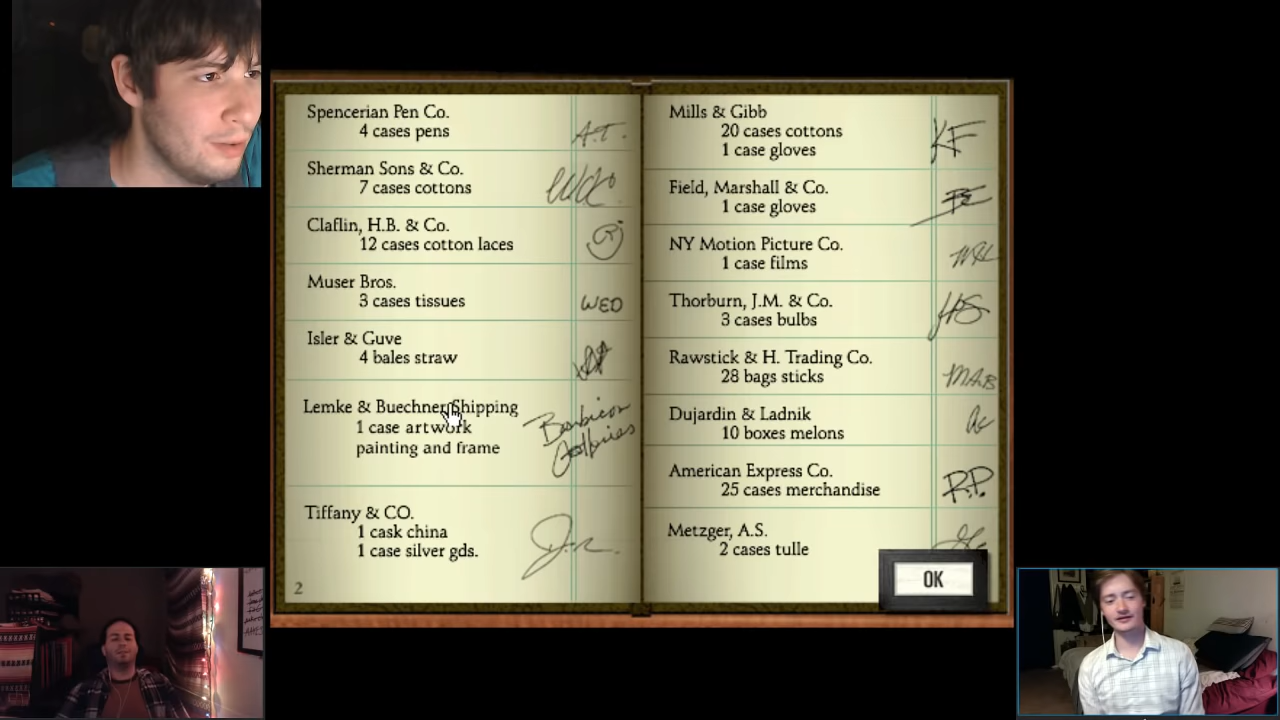 Spencerian Pen Co.
4 cases pens
A.T.
Sherman Sons & Co.
7 cases cottons
Claflin, H.B. & Co.
12 cases cotton laces
Muser Bros.
3 cases tissues
WED
Isler & Guve
4 bales straw
Lemke & Buechner Shipping
1 case artwork
painting and frame
Barbicon
Galleries
Tiffany & CO.
1 cask china
1 case silver gds.
2
Mills & Gibb
20 cases cottons
1 case gloves
KF
Field, Marshall & Co.
1 case gloves
NY Motion Picture Co.
1 case films
Thorburn, J.M. & Co.
3 cases bulbs
HS
Rawstick & H. Trading Co.
28 bags sticks
M.A.B
Dujardin & Ladnik
10 boxes melons
American Express Co.
25 cases merchandise
R.P.
Metzger, A.S.
2 cases tulle
OK